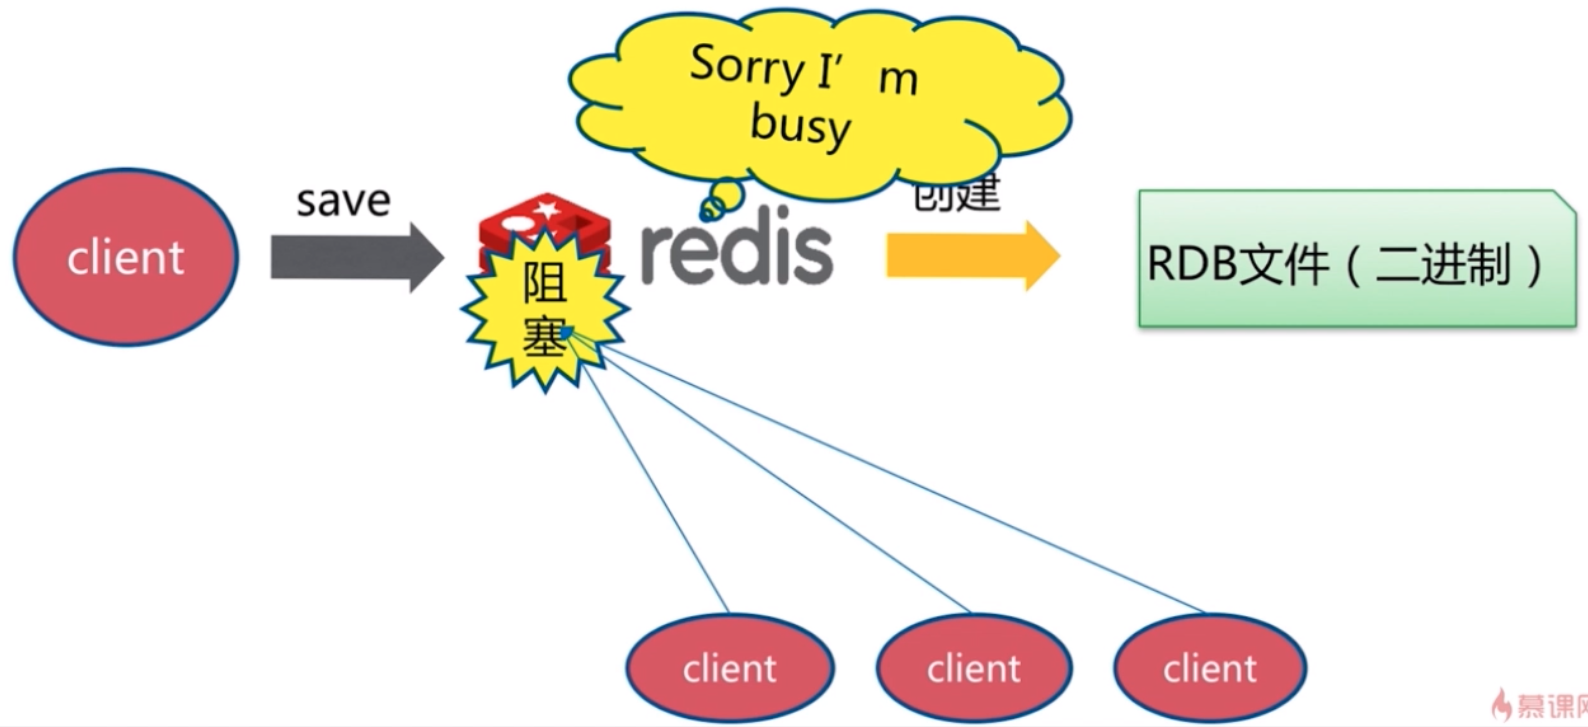 Sorry I’ m
busy
save
创建
client
redis
RDB文件（二进制）
阻
塞
client
client
client
慕课网